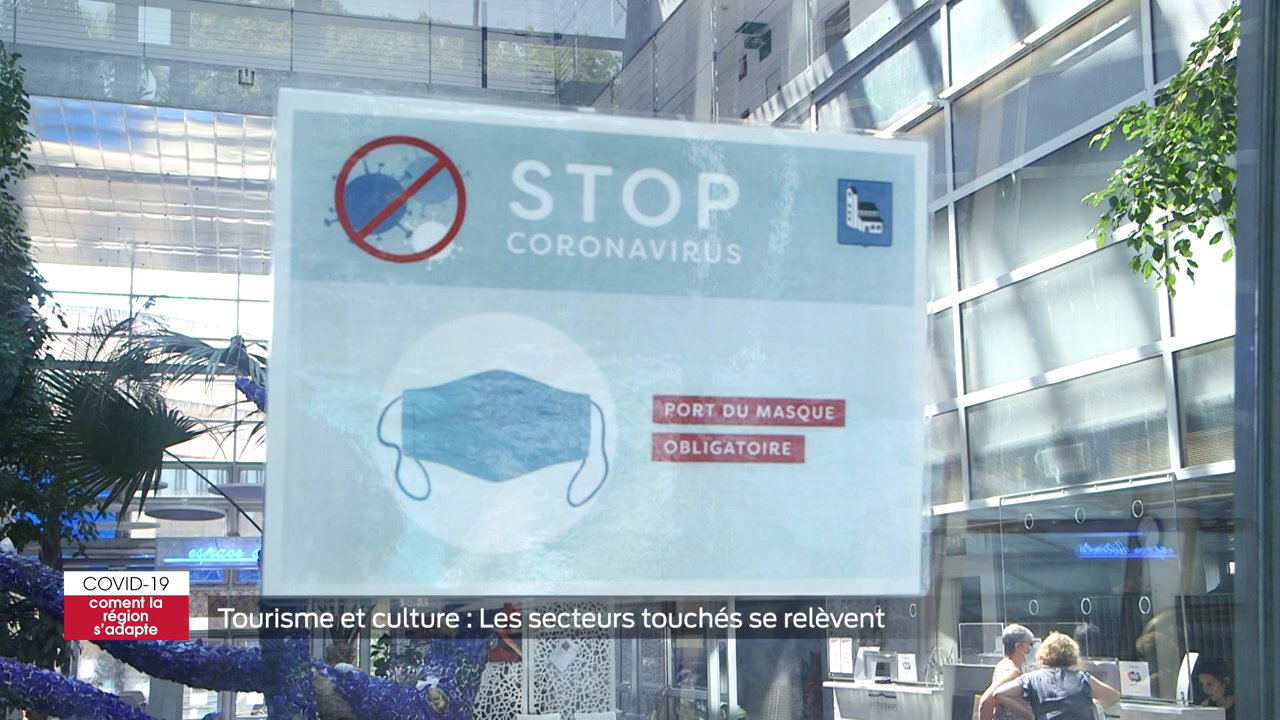 STOP
CORONAVIRUS
PORT DU MASQUE
OBLIGATOIRE
espace
COVID-19
coment la
région
s'adapte
Tourisme et culture : Les secteurs touchés se relèvent